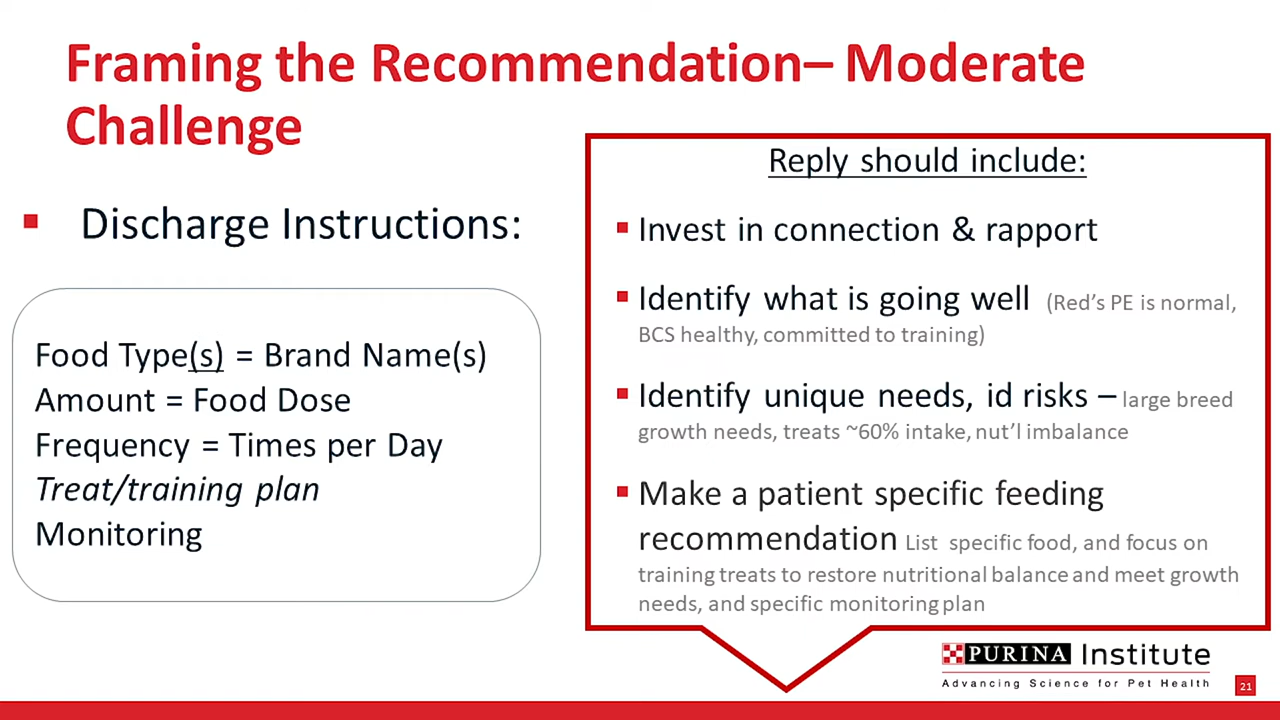 Framing the Recommendation– Moderate
Challenge
Discharge Instructions:
Food Type(s) = Brand Name(s)
Amount = Food Dose
Frequency = Times per Day
Treat/training plan
Monitoring
Reply should include:
Invest in connection & rapport
Identify what is going well (Red's PE is normal,
BCS healthy, committed to training)
Identify unique needs, id risks – large breed
growth needs, treats ~60% intake, nut'l imbalance
Make a patient specific feeding
recommendation List specific food, and focus on
training treats to restore nutritional balance and meet growth
needs, and specific monitoring plan
PURINA Institute
Advancing Science for Pet Health
21